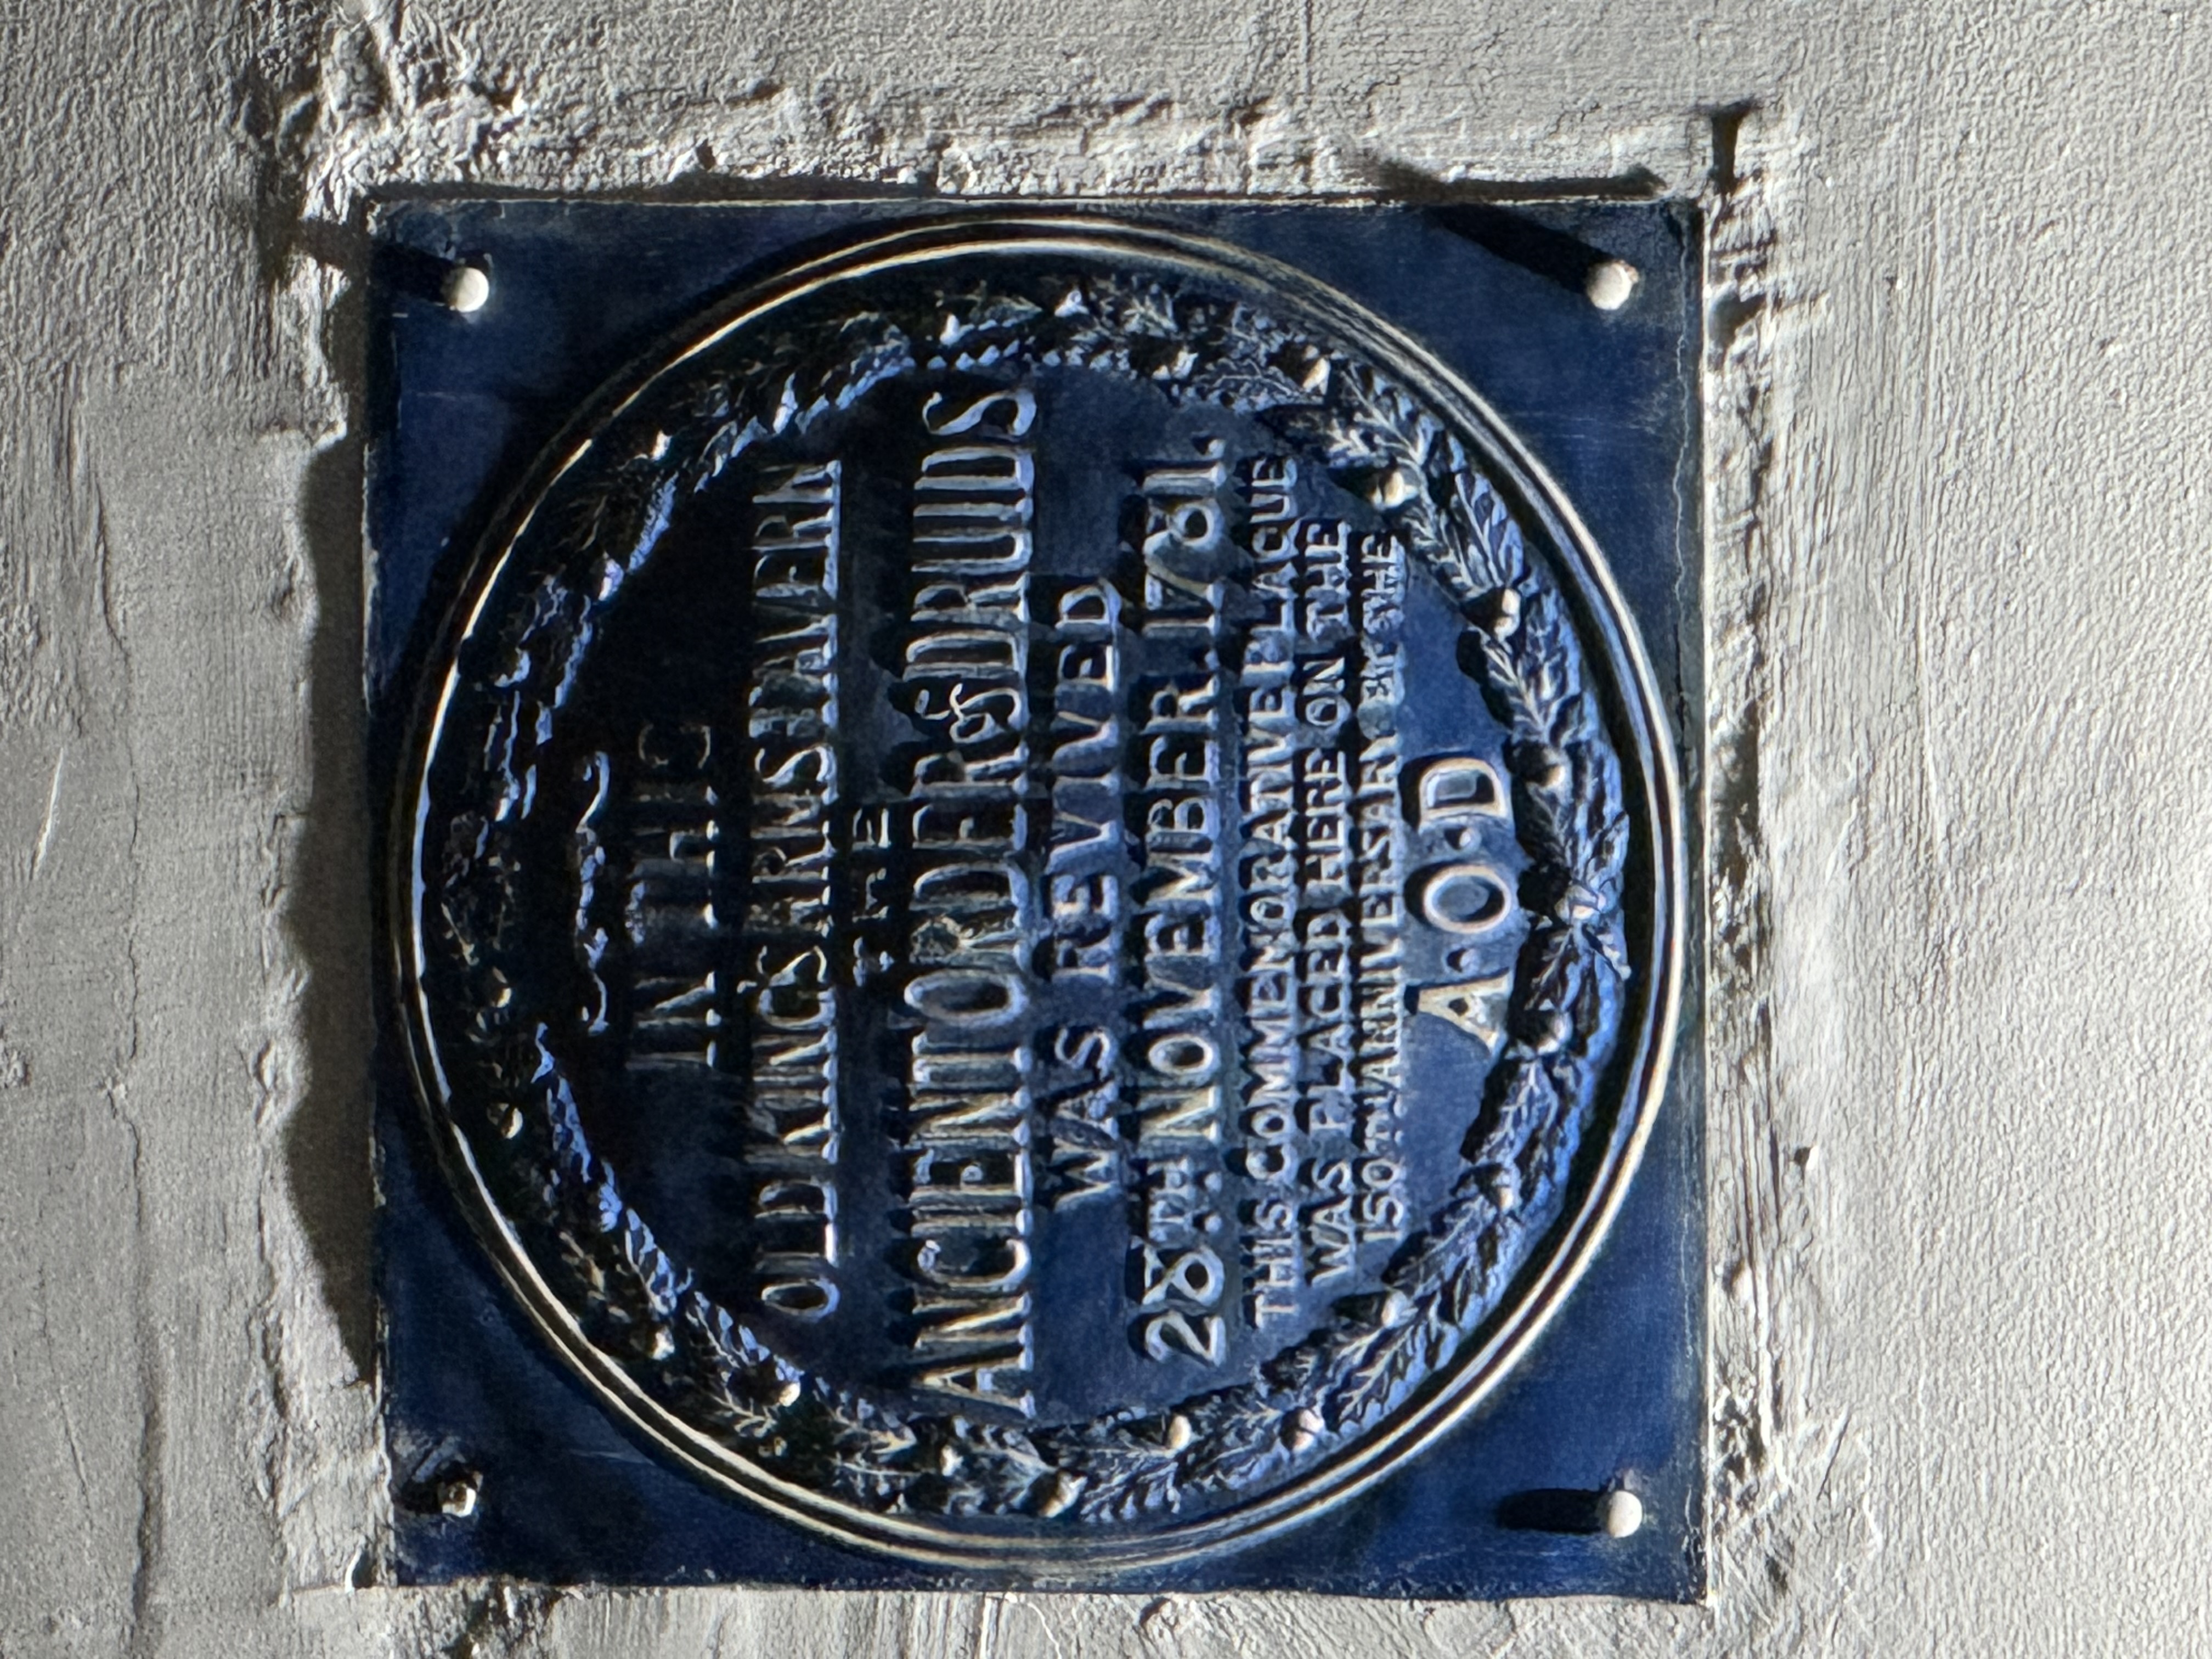 IN THIS
OLD KING'S ARMS TAVERN
THE
ANCIENT ORDER of DRUIDS
WAS REVIVED
28TH NOVEMBER, 1781.
THIS COMMEMORATIVE PLAQUE
WAS PLACED HERE ON THE
150TH ANNIVERSARY BY THE
A·O·D